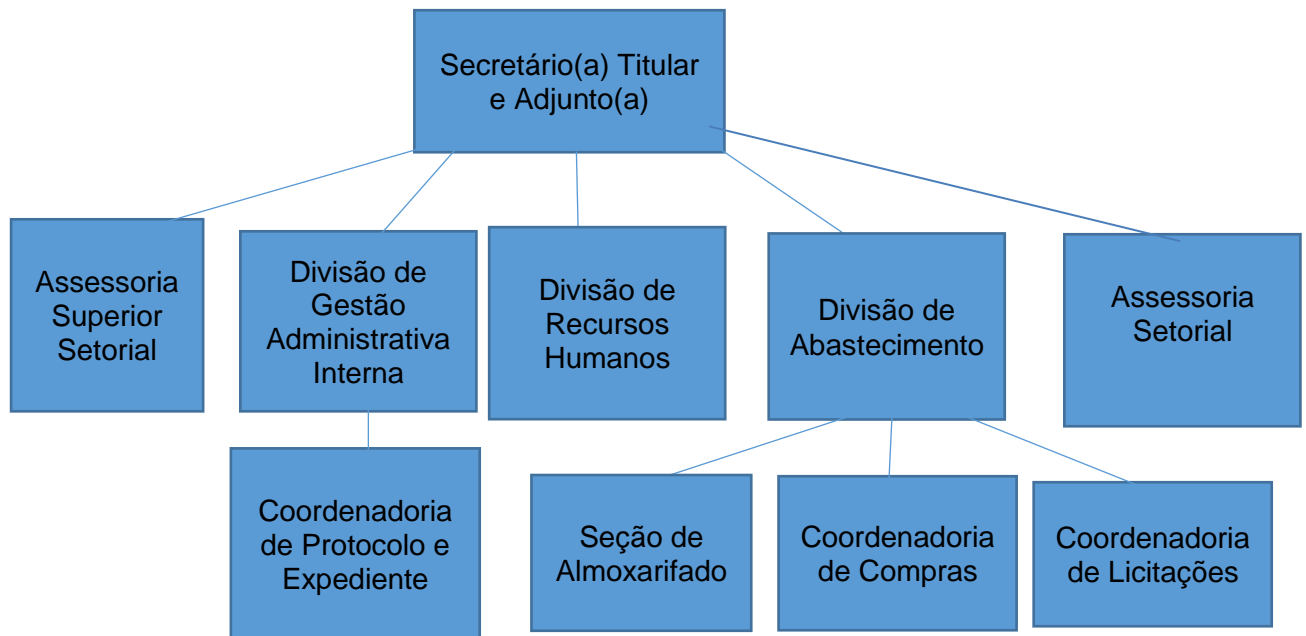 Secretário(a) Titular
e Adjunto(a)
Assessoria
Superior
Setorial
Divisão de
Gestão
Administrativa
Interna
Divisão de
Recursos
Humanos
Divisão de
Abastecimento
Assessoria
Setorial
Coordenadoria
de Protocolo e
Expediente
Seção de
Almoxarifado
Coordenadoria
de Compras
Coordenadoria
de Licitações